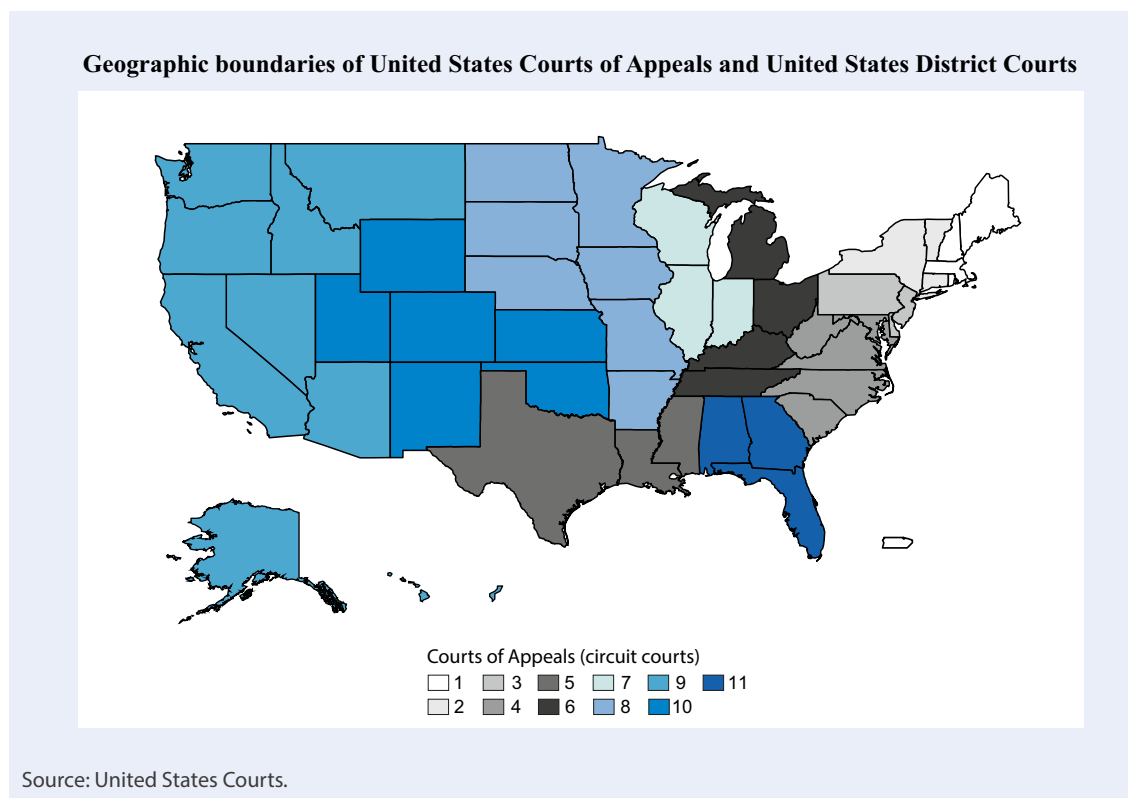 Geographic boundaries of United States Courts of Appeals and United States District Courts
Courts of Appeals (circuit courts)
1 3 5 7 9 11
2 4 6 8 10
Source: United States Courts.